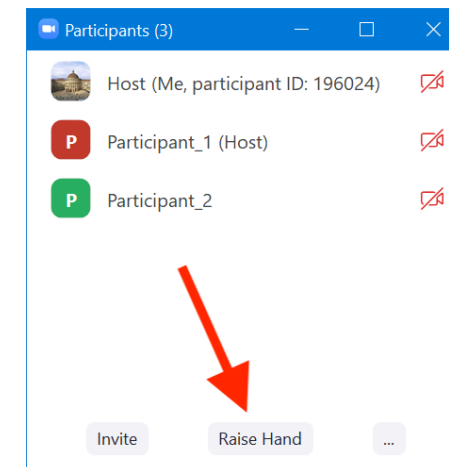 Participants (3)
Host (Me, participant ID: 196024)
P Participant_1 (Host)
P Participant_2
Invite Raise Hand ...